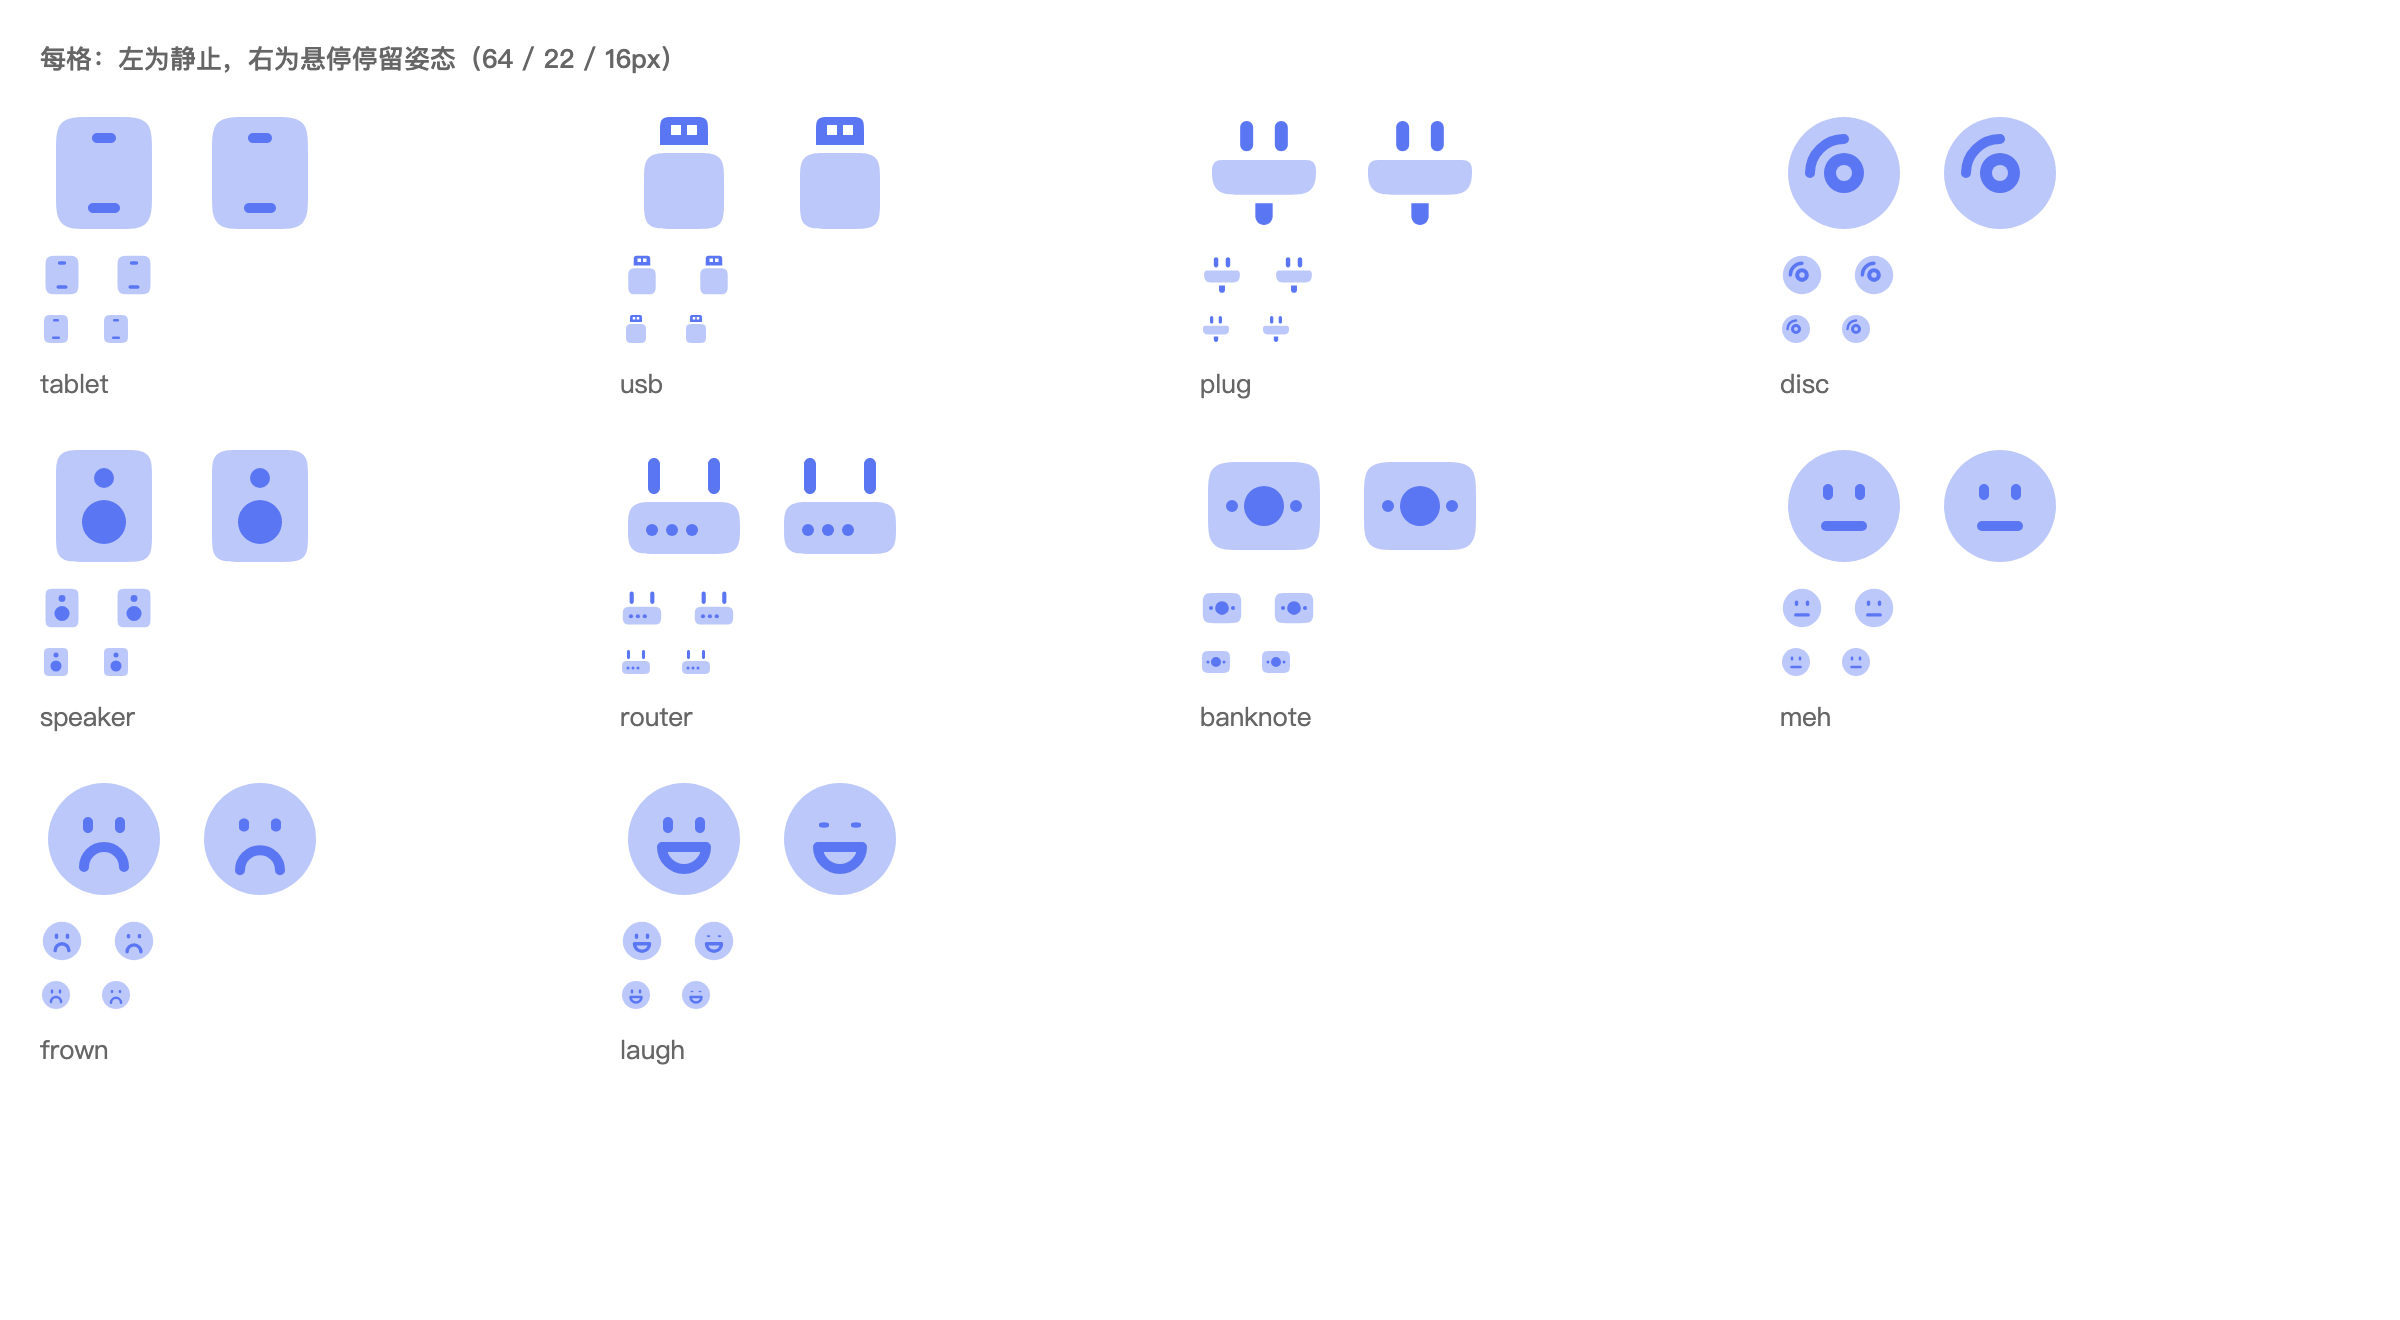 每格：左为静止，右为悬停停留姿态（64 / 22 / 16px）
tablet
usb
plug
disc
speaker
router
banknote
meh
frown
laugh